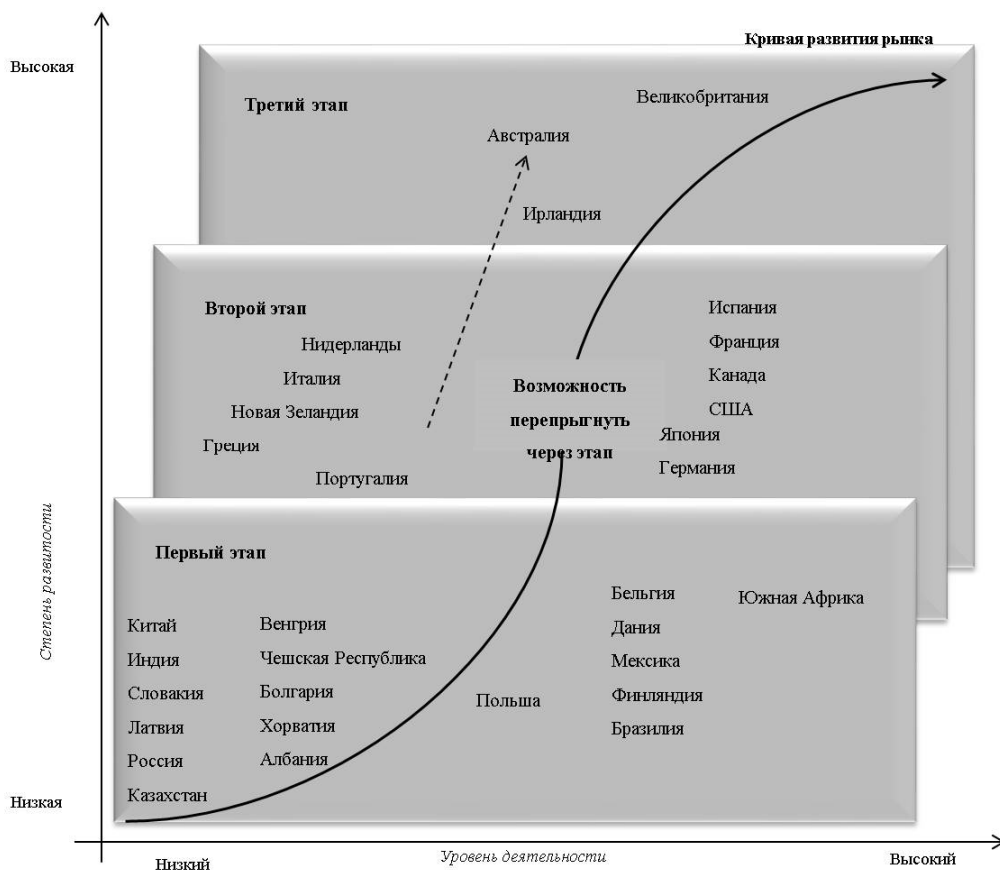 Кривая развития рынка
Высокая
Третий этап
Великобритания
Австралия
Ирландия
Второй этап
Нидерланды
Италия
Новая Зеландия
Греция
Португалия
Испания
Франция
Канада
США
Япония
Германия
Возможность
перепрыгнуть
через этап
Степень развитости
Первый этап
Китай
Индия
Словакия
Латвия
Россия
Казахстан
Венгрия
Чешская Республика
Болгария
Хорватия
Албания
Польша
Бельгия
Дания
Мексика
Финляндия
Бразилия
Южная Африка
Низкая
Низкий
Уровень деятельности
Высокий